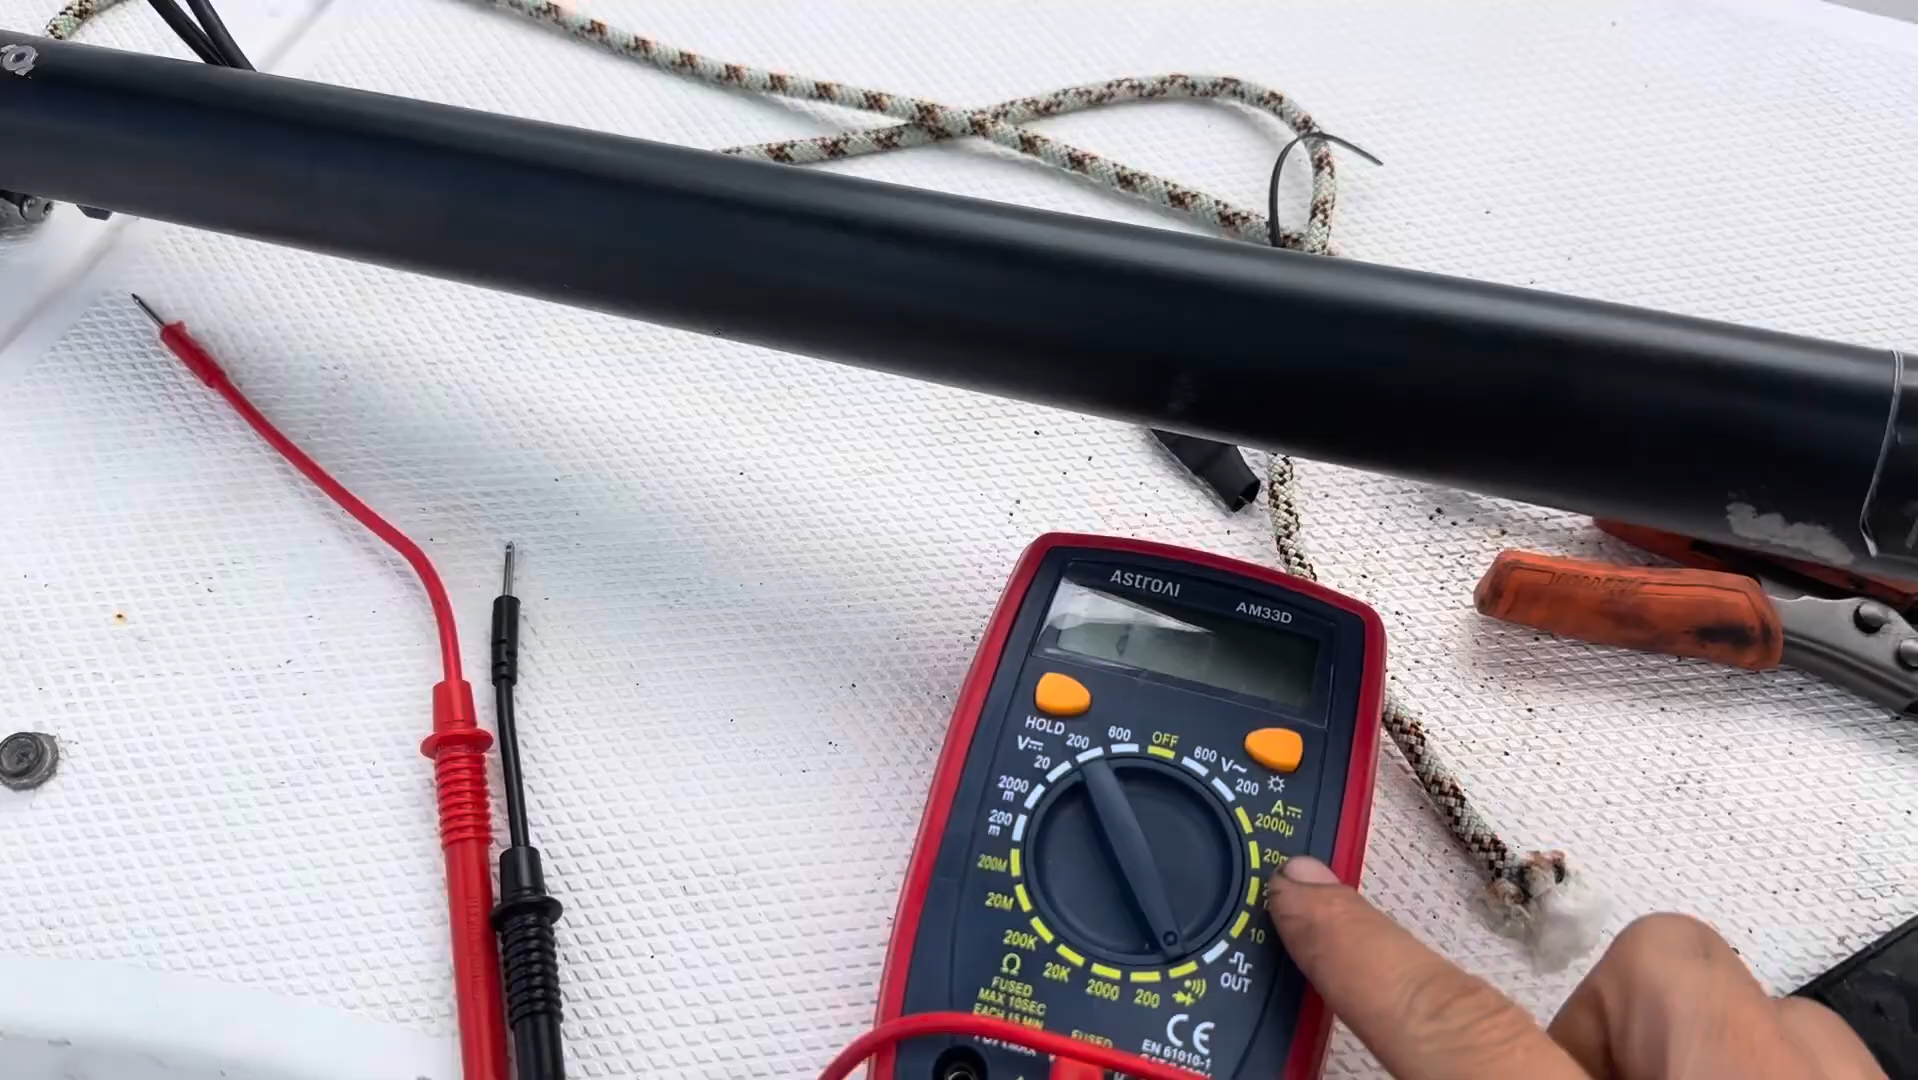 AstroAI
AM33D
HOLD
V
200
600
OFF
600
V~
200
20
2000
m
200
m
200M
20M
200K
Ω
20K
2000
200
A
2000µ
10
OUT
FUSED
MAX 10SEC
EACH 15 MIN
CE
EN 61010-1
FUSED